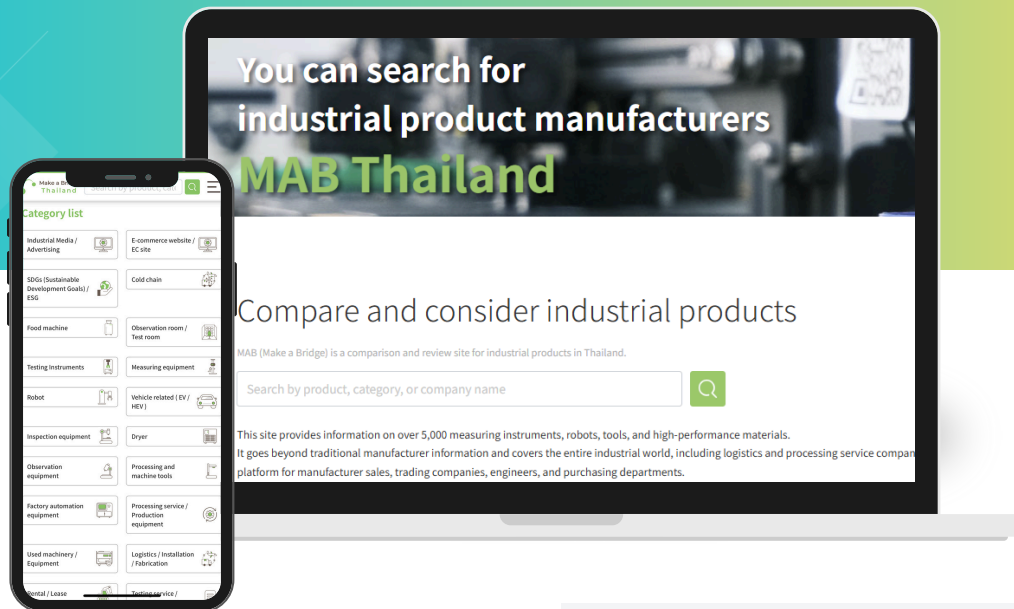 You can search for
industrial product manufacturers
MAB Thailand
Compare and consider industrial products
MAB (Make a Bridge) is a comparison and review site for industrial products in Thailand.
Search by product, category, or company name
This site provides information on over 5,000 measuring instruments, robots, tools, and high-performance materials.
It goes beyond traditional manufacturer information and covers the entire industrial world, including logistics and processing service
platform for manufacturer sales, trading companies, engineers, and purchasing departments.
Make a
Thailand
Search by product,
Category list
Industrial Media /
Advertising
E-commerce website /
EC site
SDGs (Sustainable
Development Goals) /
ESG
Cold chain
Food machine
Observation room /
Test room
Testing Instruments
Measuring equipment
Robot
Vehicle related ( EV /
HEV )
Inspection equipment
Dryer
Observation
equipment
Processing and
machine tools
Factory automation
equipment
Processing service /
Production
equipment
Used machinery /
Equipment
Logistics / Installation
/ Fabrication
Rental / Lease
Testing service /